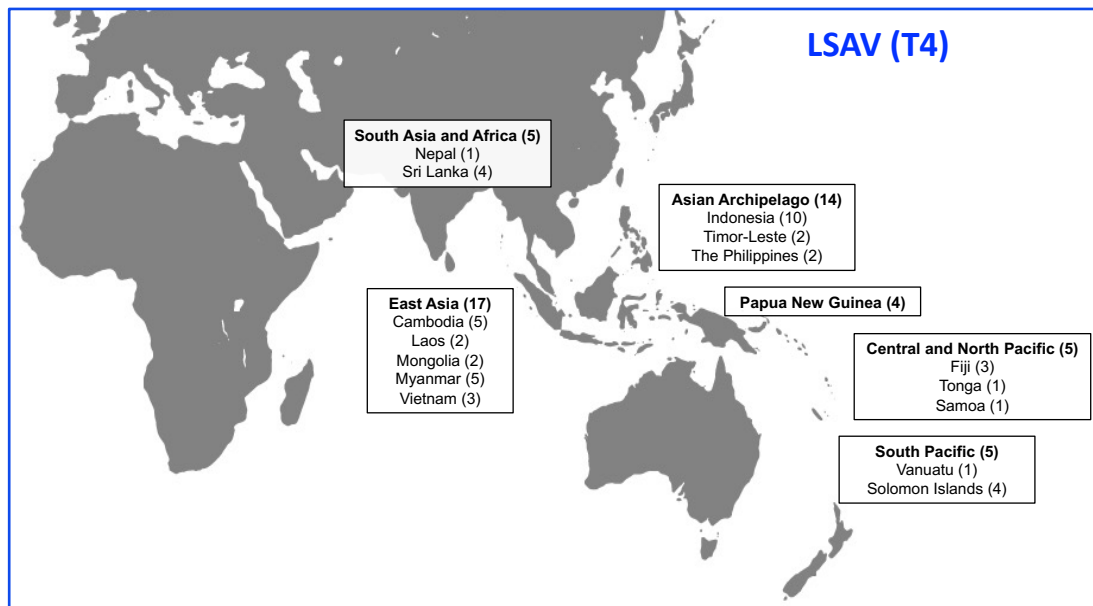 LSAV (T4)
South Asia and Africa (5)
Nepal (1)
Sri Lanka (4)
Asian Archipelago (14)
Indonesia (10)
Timor-Leste (2)
The Philippines (2)
East Asia (17)
Cambodia (5)
Laos (2)
Mongolia (2)
Myanmar (5)
Vietnam (3)
Papua New Guinea (4)
Central and North Pacific (5)
Fiji (3)
Tonga (1)
Samoa (1)
South Pacific (5)
Vanuatu (1)
Solomon Islands (4)